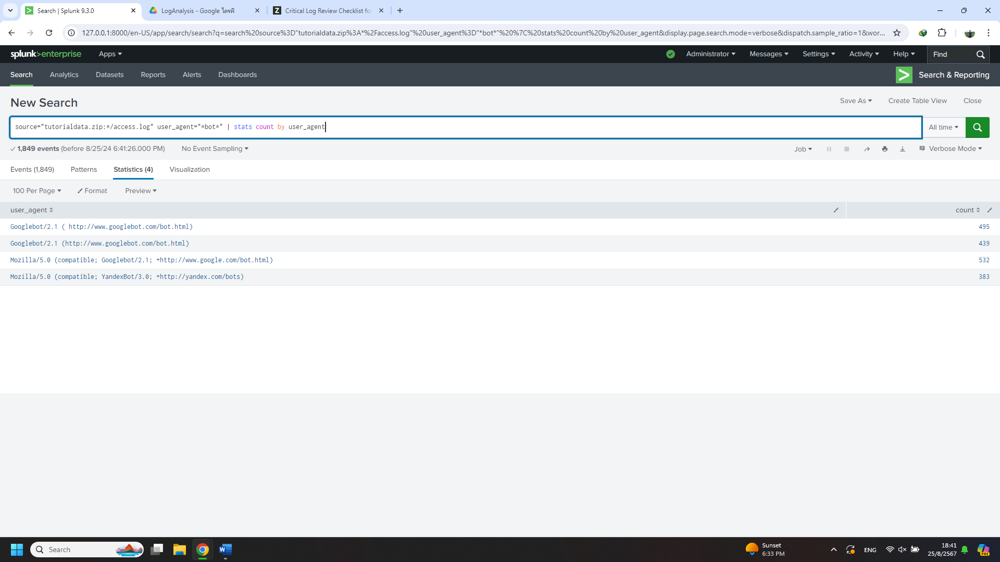 Search | Splunk 9.3.0
LogAnalysis - Google ไดรฟ์
Critical Log Review Checklist fo
127.0.0.1:8000/en-US/app/search/search?q=search%20source%3D"tutorialdata.zip%3A*%2Faccess.log"%20user_agent%3D"*bot*"%20%7C%20stats%20count%20by%20user_agent&display.page.search.mode=verbose&dispatch.sample_ratio=1&wor...
splunk>enterprise Apps Administrator Messages Settings Activity Help Find
Search Analytics Datasets Reports Alerts Dashboards Search & Reporting
New Search Save As Create Table View Close
source="tutorialdata.zip:*/access.log" user_agent="*bot*" | stats count by user_agent All time
1,849 events (before 8/25/24 6:41:26.000 PM) No Event Sampling Job Verbose Mode
Events (1,849) Patterns Statistics (4) Visualization
100 Per Page Format Preview
user_agent count
Googlebot/2.1 ( http://www.googlebot.com/bot.html) 495
Googlebot/2.1 (http://www.googlebot.com/bot.html) 439
Mozilla/5.0 (compatible; Googlebot/2.1; +http://www.google.com/bot.html) 532
Mozilla/5.0 (compatible; YandexBot/3.0; +http://yandex.com/bots) 383
Search
Sunset
6:33 PM
ENG
18:41
25/8/2567
PRE